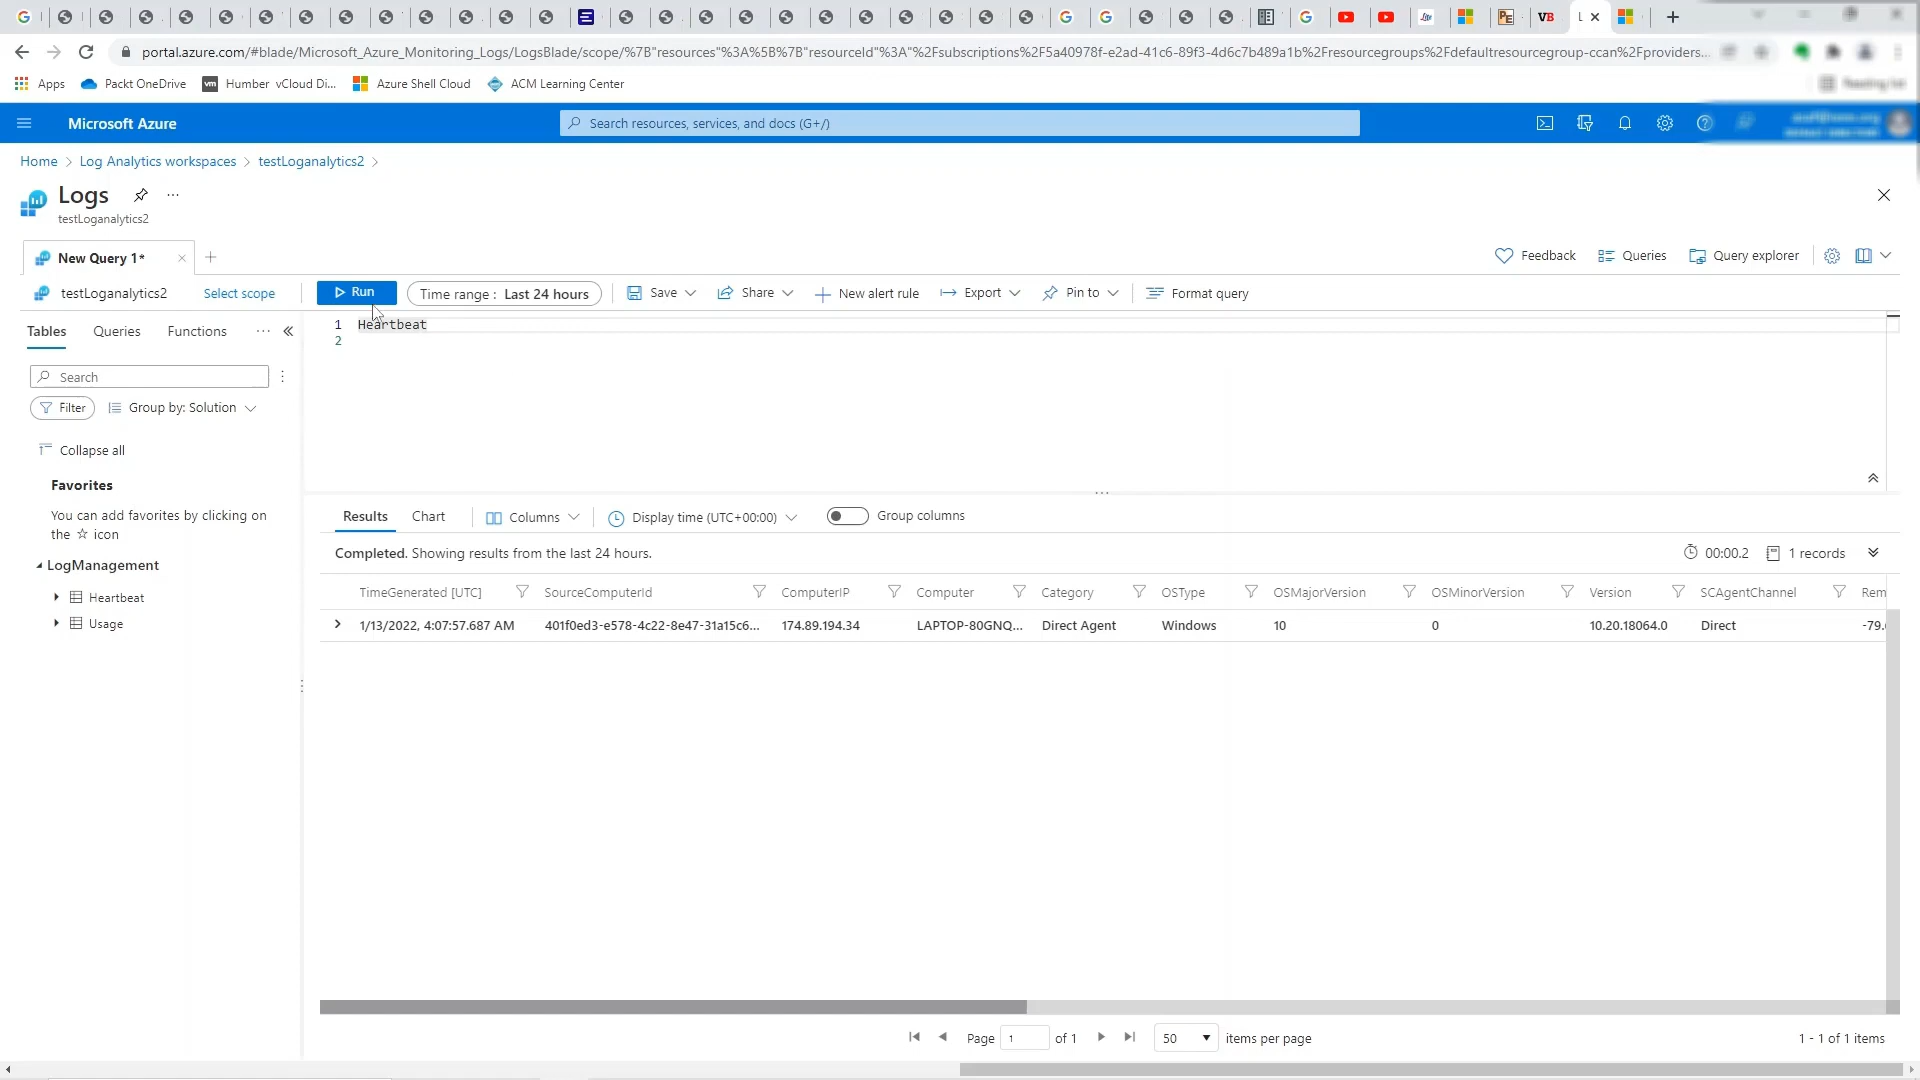 portal.azure.com/#blade/Microsoft_Azure_Monitoring_Logs/LogsBlade/scope/%7B"resources"%3A%5B%7B"resourceId"%3A"%2Fsubscriptions%2F5a40978f-e2ad-41c6-89f3-4d6c7b489a1b%2Fresourcegroups%2Fdefaultresourcegroup-ccan%2Fproviders...
Apps Packt OneDrive vm Humber vCloud Di... Azure Shell Cloud ACM Learning Center Reading list
Microsoft Azure Search resources, services, and docs (G+/)
Home > Log Analytics workspaces > testLoganalytics2 >
Logs ...
testLoganalytics2
New Query 1* Feedback Queries Query explorer
testLoganalytics2 Select scope Run Time range : Last 24 hours Save Share New alert rule Export Pin to Format query
Tables Queries Functions ...
1 Heartbeat
2
Search
Filter Group by: Solution
Collapse all
Favorites
You can add favorites by clicking on
the ☆ icon
LogManagement
Heartbeat
Usage
Results Chart Columns Display time (UTC+00:00) Group columns
Completed. Showing results from the last 24 hours. 00:00.2 1 records
TimeGenerated [UTC] SourceComputerId ComputerIP Computer Category OSType OSMajorVersion OSMinorVersion Version SCAgentChannel Rem
1/13/2022, 4:07:57.687 AM 401f0ed3-e578-4c22-8e47-31a15c6... 174.89.194.34 LAPTOP-80GNQ... Direct Agent Windows 10 0 10.20.18064.0 Direct -79.
Page 1 of 1 50 items per page 1 - 1 of 1 items